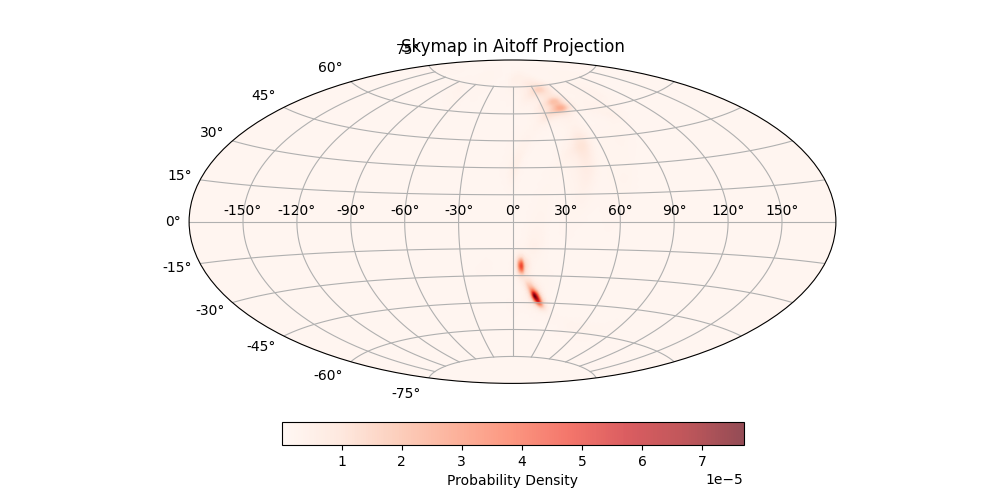 75°
Skymap in Aitoff Projection
60°
45°
30°
15°
-150° -120° -90° -60° -30° 0° 30° 60° 90° 120° 150°
0°
-15°
-30°
-45°
-60°
-75°
1 2 3 4 5 6 7
1e−5
Probability Density